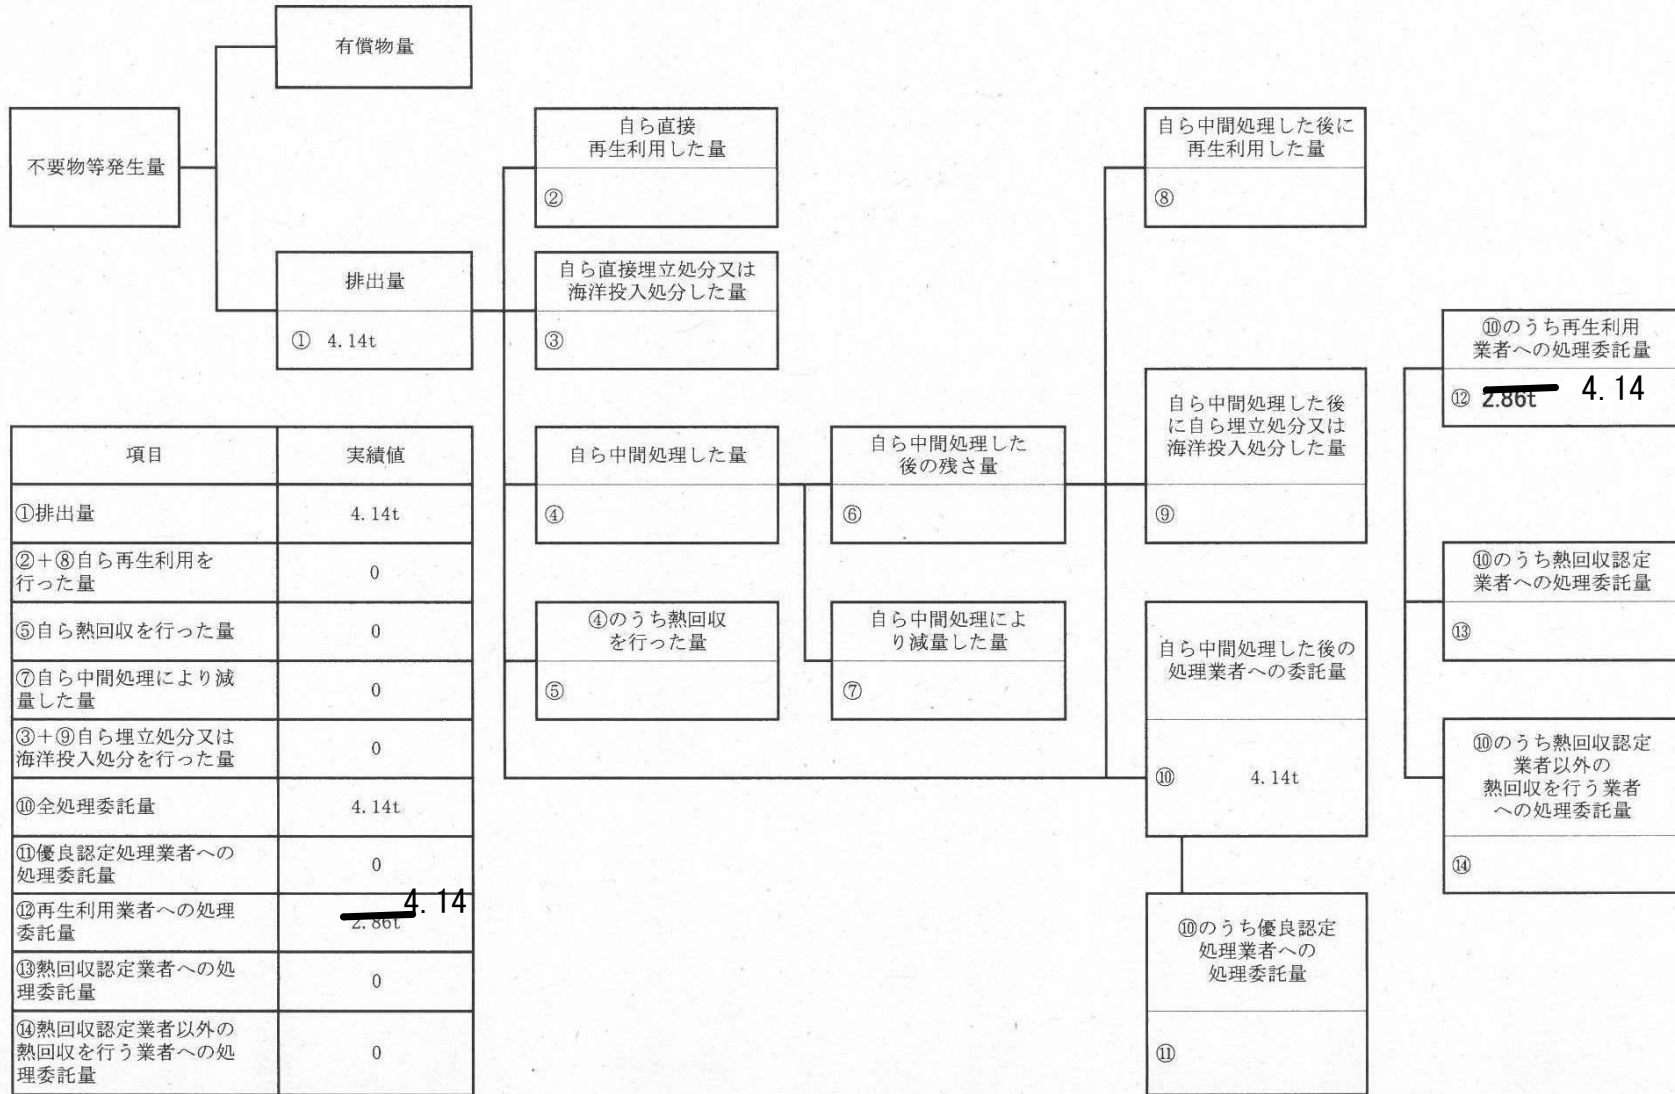 有償物量
不要物等発生量
排出量
① 4.14t
自ら直接
再生利用した量
②
自ら直接埋立処分又は
海洋投入処分した量
③
自ら中間処理した量
④
④のうち熱回収
を行った量
⑤
自ら中間処理した
後の残さ量
⑥
自ら中間処理によ
り減量した量
⑦
自ら中間処理した後に
再生利用した量
⑧
自ら中間処理した後
に自ら埋立処分又は
海洋投入処分した量
⑨
自ら中間処理した後の
処理業者への委託量
⑩ 4.14t
⑩のうち優良認定
処理業者への
処理委託量
⑪
⑩のうち再生利用
業者への処理委託量
⑫ 2.86t 4.14
⑩のうち熱回収認定
業者への処理委託量
⑬
⑩のうち熱回収認定
業者以外の
熱回収を行う業者
への処理委託量
⑭
項目 実績値
①排出量 4.14t
②+⑧自ら再生利用を
行った量 0
⑤自ら熱回収を行った量 0
⑦自ら中間処理により減
量した量 0
③+⑨自ら埋立処分又は
海洋投入処分を行った量 0
⑩全処理委託量 4.14t
⑪優良認定処理業者への
処理委託量 0
⑫再生利用業者への処理
委託量 2.86t 4.14
⑬熱回収認定業者への処
理委託量 0
⑭熱回収認定業者以外の
熱回収を行う業者への処
理委託量 0